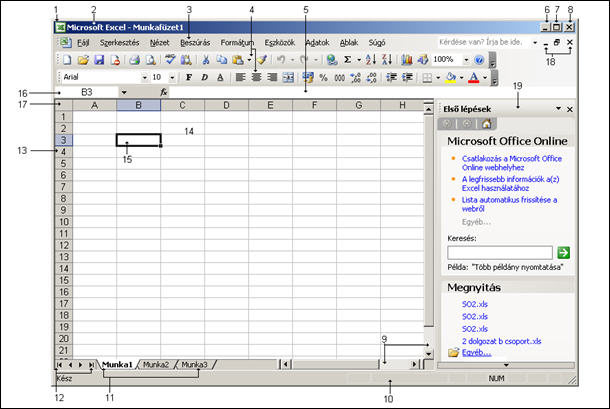 1 2 3 4 5 6 7 8
Microsoft Excel - Munkafüzet1
Fájl Szerkesztés Nézet Beszúrás Formátum Eszközök Adatok Ablak Súgó Kérdése van? Írja be ide.
18
100%
Arial 10 F D A % 000
19
16 B3 fx
17 A B C D E F G H
Első lépések
1
2 14
3
13 4
5 15
6
7
8
9
10
11
12
13
14
15
16
17
18
19
20
21
Microsoft Office Online
Csatlakozás a Microsoft Office
Online webhelyhez
A legfrissebb információk a(z)
Excel használatához
Lista automatikus frissítése a
webről
Egyéb...
Keresés:
Példa: "Több példány nyomtatása"
Megnyitás
SO2.xls
SO2.xls
SO2.xls
2 dolgozat b csoport.xls
Egyéb...
9
Munka1 Munka2 Munka3
Kész NUM
12 11 10